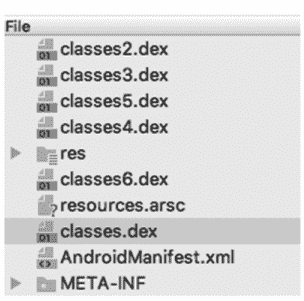 File
classes2.dex
classes3.dex
classes5.dex
classes4.dex
res
classes6.dex
resources.arsc
classes.dex
AndroidManifest.xml
META-INF